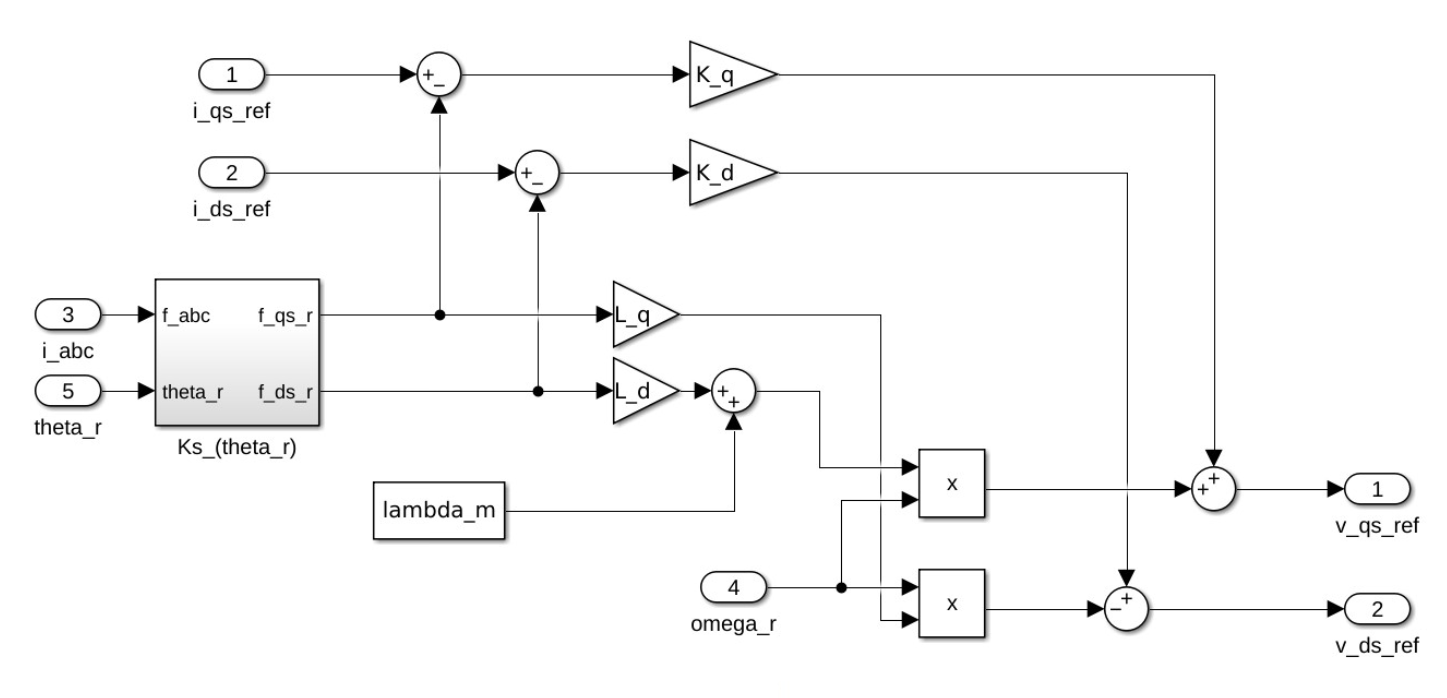 1
i_qs_ref
+
−
K_q
2
i_ds_ref
+
−
K_d
3
i_abc
5
theta_r
f_abc
f_qs_r
theta_r
f_ds_r
Ks_(theta_r)
L_q
L_d
+
+
lambda_m
x
+
+
1
v_qs_ref
4
omega_r
x
+
−
2
v_ds_ref